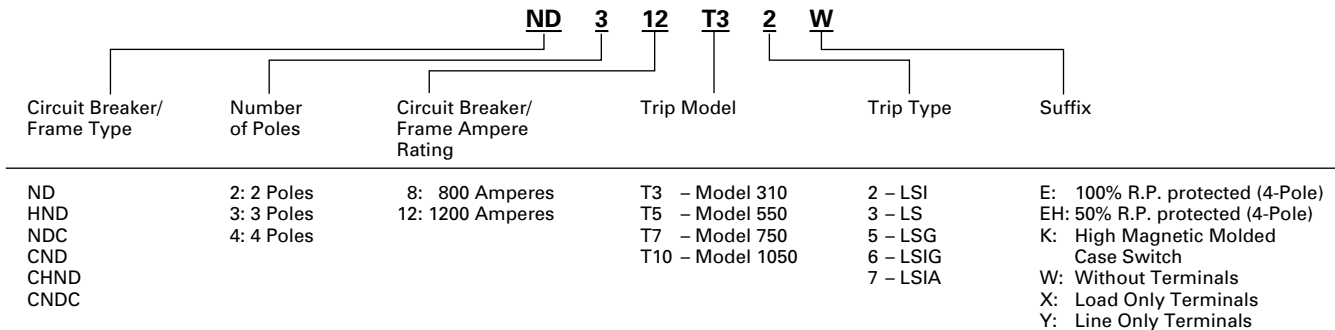 ND 3 12 T3 2 W
Circuit Breaker/
Frame Type
Number
of Poles
Circuit Breaker/
Frame Ampere
Rating
Trip Model
Trip Type
Suffix
ND
HND
NDC
CND
CHND
CNDC
2: 2 Poles
3: 3 Poles
4: 4 Poles
8: 800 Amperes
12: 1200 Amperes
T3 – Model 310
T5 – Model 550
T7 – Model 750
T10 – Model 1050
2 – LSI
3 – LS
5 – LSG
6 – LSIG
7 – LSIA
E: 100% R.P. protected (4-Pole)
EH: 50% R.P. protected (4-Pole)
K: High Magnetic Molded
Case Switch
W: Without Terminals
X: Load Only Terminals
Y: Line Only Terminals